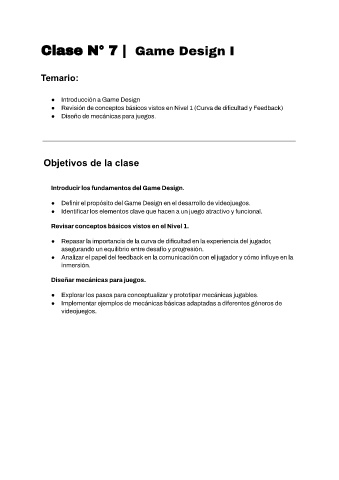 Clase N° 7 | Game Design I
Temario:
● Introducción a Game Design
● Revisión de conceptos básicos vistos en Nivel 1 (Curva de dificultad y Feedback)
● Diseño de mecánicas para juegos.
Objetivos de la clase
Introducir los fundamentos del Game Design.
● Definir el propósito del Game Design en el desarrollo de videojuegos.
● Identificar los elementos clave que hacen a un juego atractivo y funcional.
Revisar conceptos básicos vistos en el Nivel 1.
● Repasar la importancia de la curva de dificultad en la experiencia del jugador,
asegurando un equilibrio entre desafío y progresión.
● Analizar el papel del feedback en la comunicación con el jugador y cómo influye en la
inmersión.
Diseñar mecánicas para juegos.
● Explorar los pasos para conceptualizar y prototipar mecánicas jugables.
● Implementar ejemplos de mecánicas básicas adaptadas a diferentes géneros de
videojuegos.